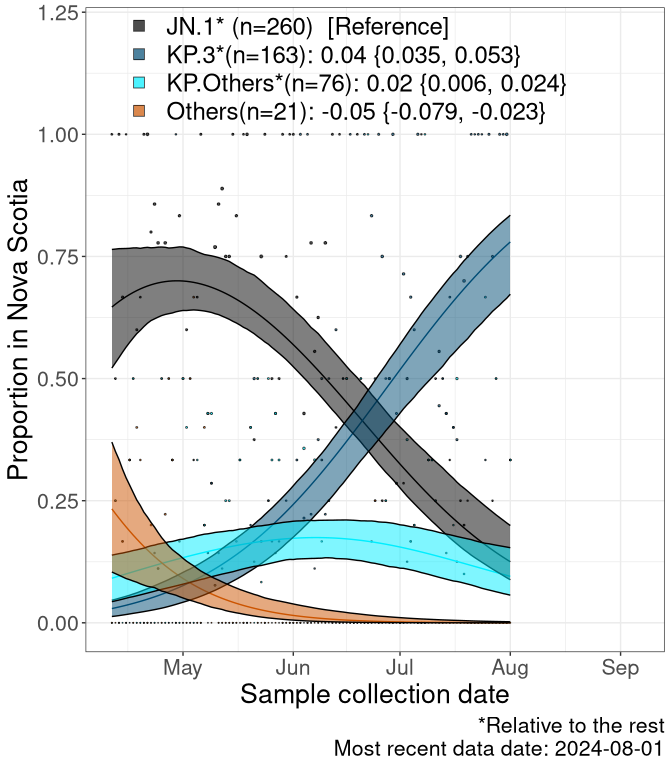 1.25
JN.1* (n=260)  [Reference]
KP.3*(n=163): 0.04 {0.035, 0.053}
KP.Others*(n=76): 0.02 {0.006, 0.024}
Others(n=21): -0.05 {-0.079, -0.023}
1.00
0.75
0.50
0.25
0.00
Proportion in Nova Scotia
May Jun Jul Aug Sep
Sample collection date
*Relative to the rest
Most recent data date: 2024-08-01